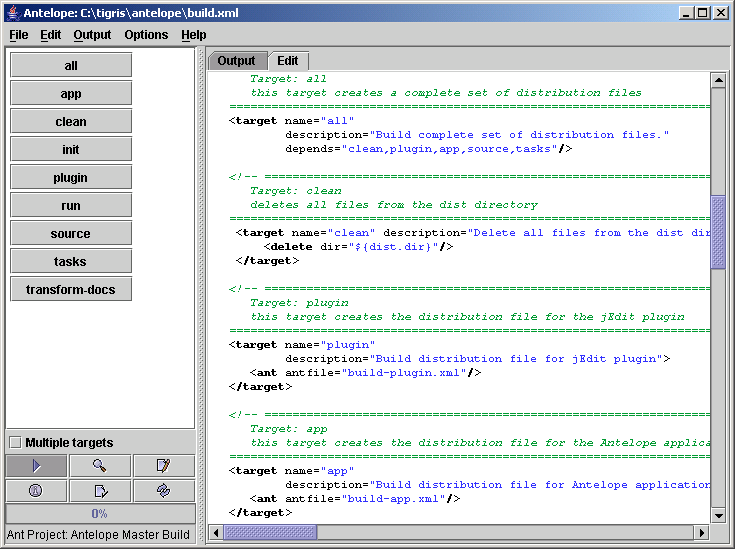 Antelope: C:\tigris\antelope\build.xml
File Edit Output Options Help
all
app
clean
init
plugin
run
source
tasks
transform-docs
Multiple targets
0%
Ant Project: Antelope Master Build
Output Edit
Target: all
this target creates a complete set of distribution files
===================================================================
<target name="all"
description="Build complete set of distribution files."
depends="clean,plugin,app,source,tasks"/>
<!-- ==============================================================
Target: clean
deletes all files from the dist directory
===================================================================
<target name="clean" description="Delete all files from the dist dir
<delete dir="${dist.dir}"/>
</target>
<!-- ==============================================================
Target: plugin
this target creates the distribution file for the jEdit plugin
===================================================================
<target name="plugin"
description="Build distribution file for jEdit plugin">
<ant antfile="build-plugin.xml"/>
</target>
<!-- ==============================================================
Target: app
this target creates the distribution file for the Antelope applica
===================================================================
<target name="app"
description="Build distribution file for Antelope application
<ant antfile="build-app.xml"/>
</target>